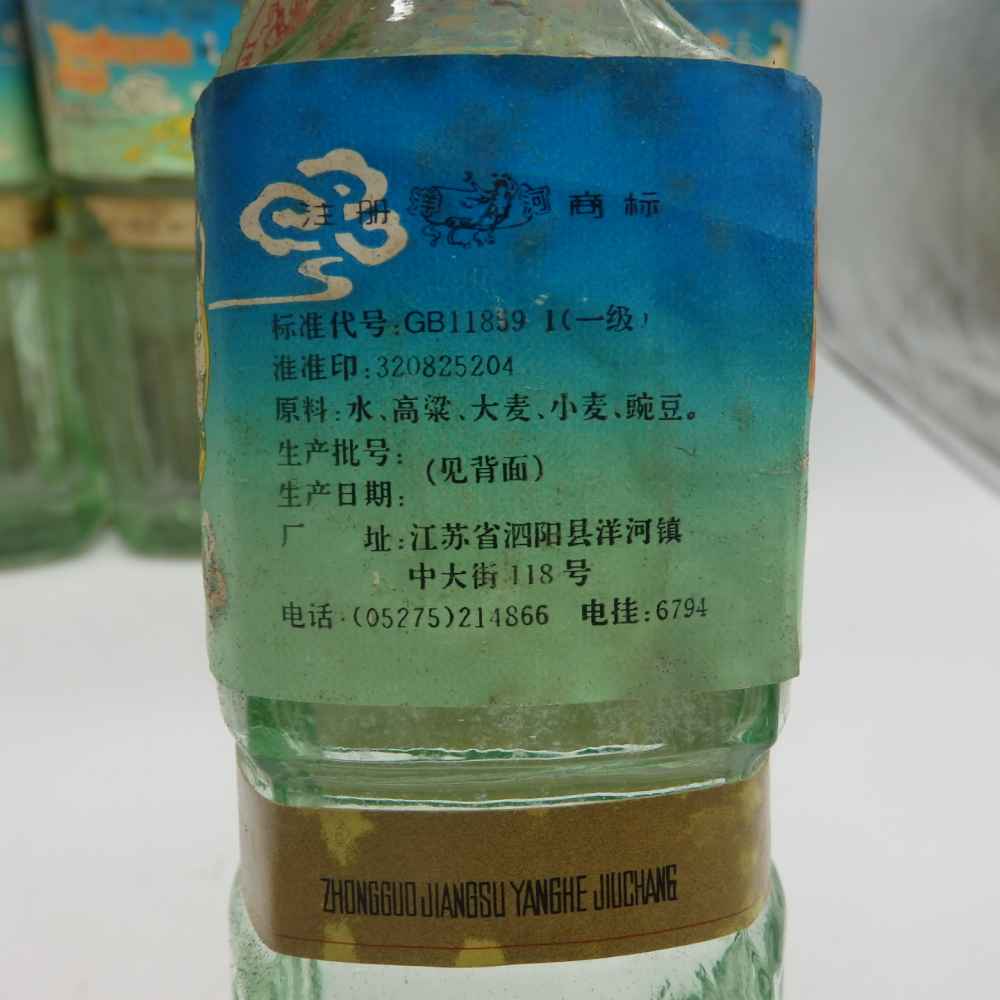 注册 洋河 商标
标准代号:GB11859 1(一级)
准准印:320825204
原料:水、高粱、大麦、小麦、豌豆。
生产批号:
(见背面)
生产日期:
厂 址:江苏省泗阳县洋河镇
中大街118号
电话·(05275)214866 电挂:6794
ZHONGGUO JIANGSU YANGHE JIUCHANG